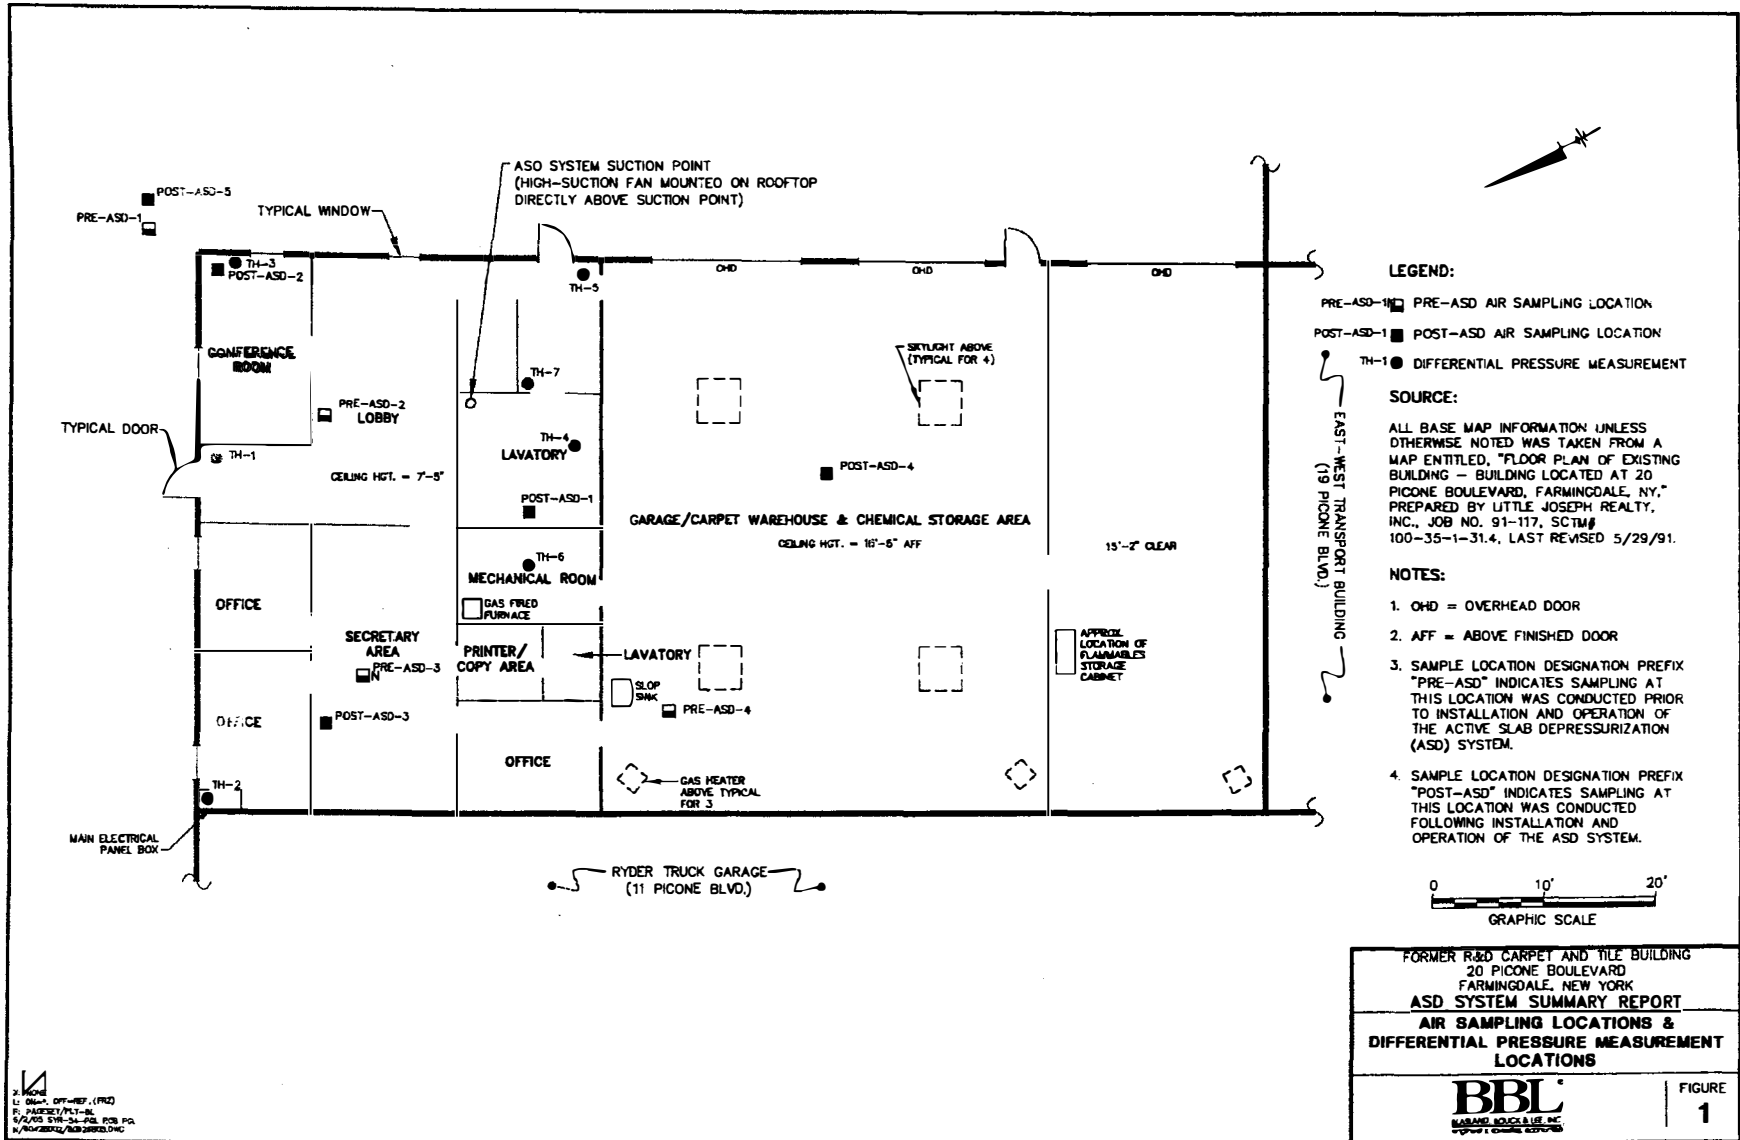 ASO SYSTEM SUCTION POINT
(HIGH-SUCTION FAN MOUNTED ON ROOFTOP
DIRECTLY ABOVE SUCTION POINT)
POST-ASD-5
PRE-ASD-1
TYPICAL WINDOW
TH-3
POST-ASD-2
TH-5
OHD
OHD
OHD
CONFERENCE
ROOM
SKYLIGHT ABOVE
(TYPICAL FOR 4)
TH-7
PRE-ASD-2
LOBBY
TYPICAL DOOR
TH-1
TH-4
LAVATORY
CEILING HGT. = 7'-5"
POST-ASD-4
POST-ASD-1
GARAGE/CARPET WAREHOUSE & CHEMICAL STORAGE AREA
CEILING HGT. = 16'-6" AFF
15'-2" CLEAR
TH-6
MECHANICAL ROOM
GAS FIRED
FURNACE
OFFICE
SECRETARY
AREA
PRE-ASD-3
PRINTER/
COPY AREA
LAVATORY
SLOP
SINK
PRE-ASD-4
APPROX.
LOCATION OF
FLAMMABLES
STORAGE
CABINET
OFFICE
POST-ASD-3
OFFICE
GAS HEATER
ABOVE TYPICAL
FOR 3
TH-2
MAIN ELECTRICAL
PANEL BOX
RYDER TRUCK GARAGE
(11 PICONE BLVD.)
EAST-WEST TRANSPORT BUILDING
(19 PICONE BLVD.)
LEGEND:
PRE-ASD-1 PRE-ASD AIR SAMPLING LOCATION
POST-ASD-1 POST-ASD AIR SAMPLING LOCATION
TH-1 DIFFERENTIAL PRESSURE MEASUREMENT
SOURCE:
ALL BASE MAP INFORMATION UNLESS
OTHERWISE NOTED WAS TAKEN FROM A
MAP ENTITLED, "FLOOR PLAN OF EXISTING
BUILDING – BUILDING LOCATED AT 20
PICONE BOULEVARD, FARMINGDALE, NY,"
PREPARED BY LITTLE JOSEPH REALTY,
INC., JOB NO. 91-117, SCTM#
100-35-1-31.4, LAST REVISED 5/29/91.
NOTES:
1. OHD = OVERHEAD DOOR
2. AFF = ABOVE FINISHED DOOR
3. SAMPLE LOCATION DESIGNATION PREFIX
"PRE-ASD" INDICATES SAMPLING AT
THIS LOCATION WAS CONDUCTED PRIOR
TO INSTALLATION AND OPERATION OF
THE ACTIVE SLAB DEPRESSURIZATION
(ASD) SYSTEM.
4. SAMPLE LOCATION DESIGNATION PREFIX
"POST-ASD" INDICATES SAMPLING AT
THIS LOCATION WAS CONDUCTED
FOLLOWING INSTALLATION AND
OPERATION OF THE ASD SYSTEM.
0 10' 20'
GRAPHIC SCALE
FORMER R&D CARPET AND TILE BUILDING
20 PICONE BOULEVARD
FARMINGDALE, NEW YORK
ASD SYSTEM SUMMARY REPORT
AIR SAMPLING LOCATIONS &
DIFFERENTIAL PRESSURE MEASUREMENT
LOCATIONS
BBL
BLASLAND, BOUCK & LEE, INC.
FIGURE
1